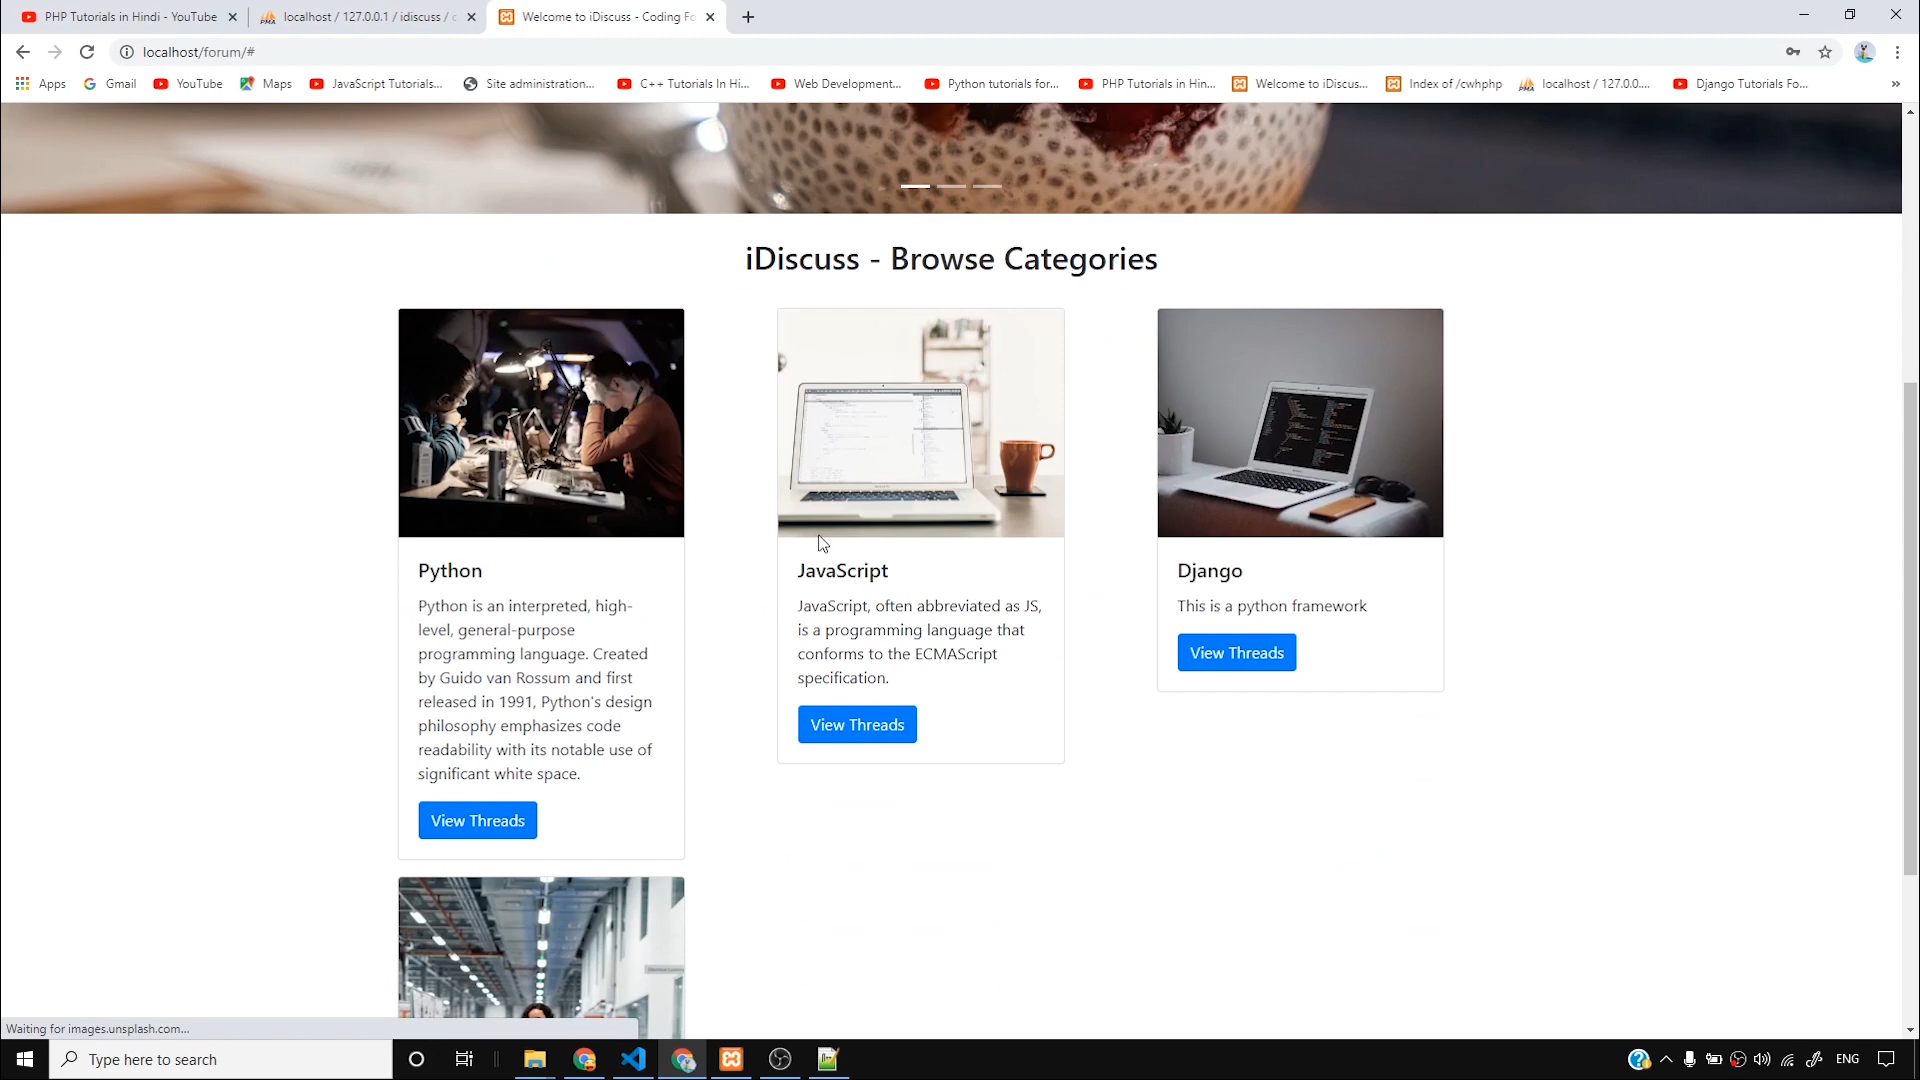 PHP Tutorials in Hindi - YouTube
localhost / 127.0.0.1 / idiscuss / c
Welcome to iDiscuss - Coding Fo
localhost/forum/#
Apps
Gmail
YouTube
Maps
JavaScript Tutorials...
Site administration...
C++ Tutorials In Hi...
Web Development...
Python tutorials for...
PHP Tutorials in Hin...
Welcome to iDiscus...
Index of /cwhphp
localhost / 127.0.0....
Django Tutorials Fo...
iDiscuss - Browse Categories
Python
Python is an interpreted, high-
level, general-purpose
programming language. Created
by Guido van Rossum and first
released in 1991, Python's design
philosophy emphasizes code
readability with its notable use of
significant white space.
View Threads
JavaScript
JavaScript, often abbreviated as JS,
is a programming language that
conforms to the ECMAScript
specification.
View Threads
Django
This is a python framework
View Threads
Waiting for images.unsplash.com...
Type here to search
ENG